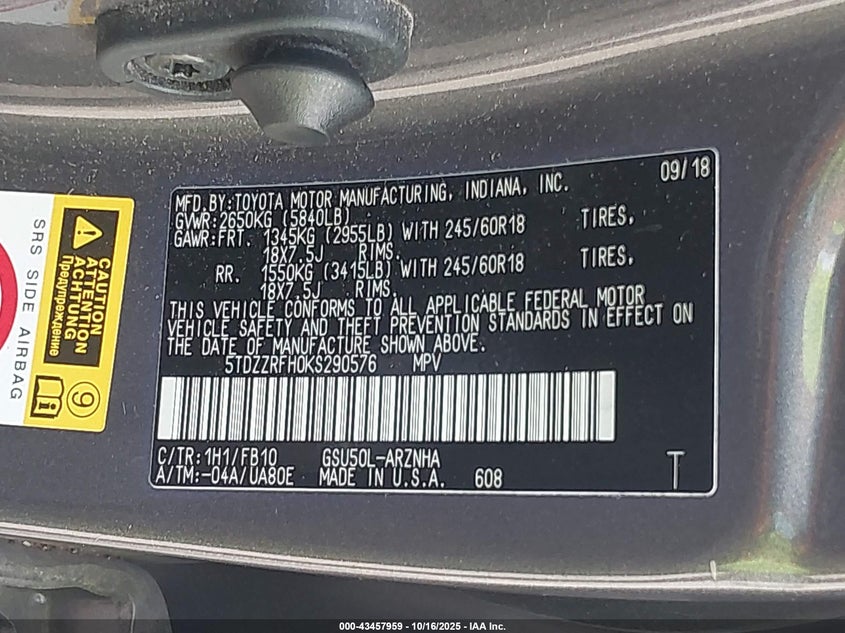 SRS SIDE AIRBAG
CAUTION
ATTENTION
ACHTUNG
Предупреждение
9
09/18
MFD. BY: TOYOTA MOTOR MANUFACTURING, INDIANA, INC.
GVWR: 2650KG (5840LB)
GAWR: FRT. 1345KG (2955LB) WITH 245/60R18 TIRES,
18X7.5J RIMS.
RR. 1550KG (3415LB) WITH 245/60R18 TIRES,
18X7.5J RIMS.
THIS VEHICLE CONFORMS TO ALL APPLICABLE FEDERAL MOTOR
VEHICLE SAFETY AND THEFT PREVENTION STANDARDS IN EFFECT ON
THE DATE OF MANUFACTURE SHOWN ABOVE.
5TDZZRFH0KS290576 MPV
C/TR: 1H1/FB10 GSU50L-ARZNHA
A/TM: -04A/UA80E MADE IN U.S.A. 608
T
000-43457959 - 10/16/2025 - IAA Inc.